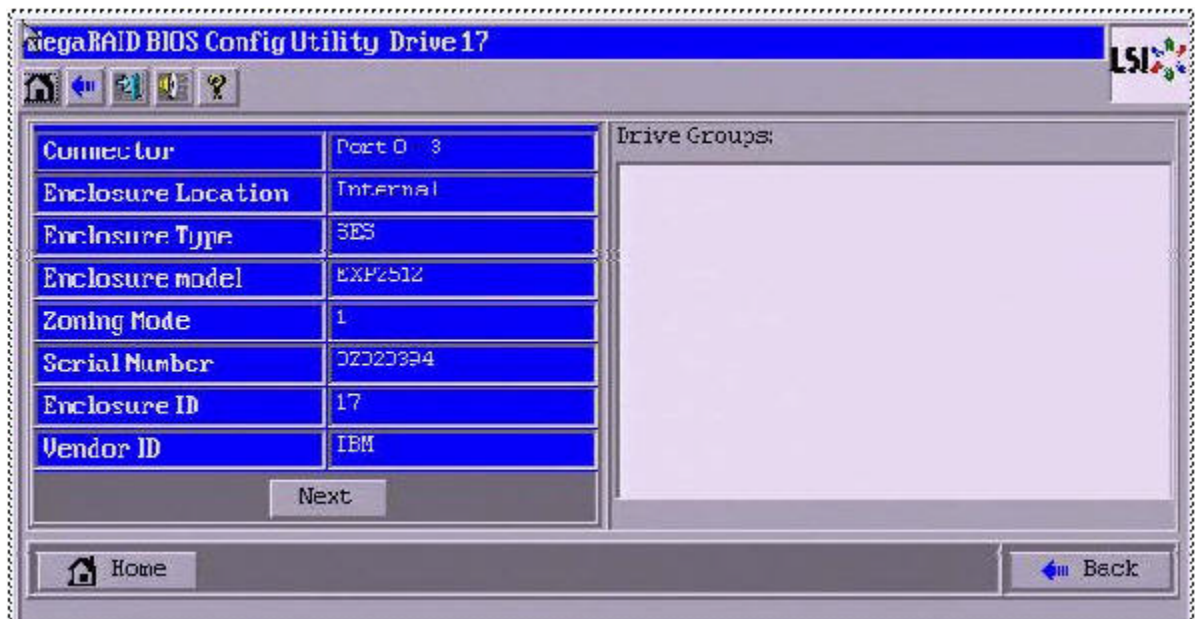 MegaRAID BIOS Config Utility Drive 17
LSI
Connector Port 0 - 3
Enclosure Location Internal
Enclosure Type SES
Enclosure model EXP2512
Zoning Mode 1
Serial Number
Enclosure ID 17
Vendor ID IBM
Next
Drive Groups:
Home
Back